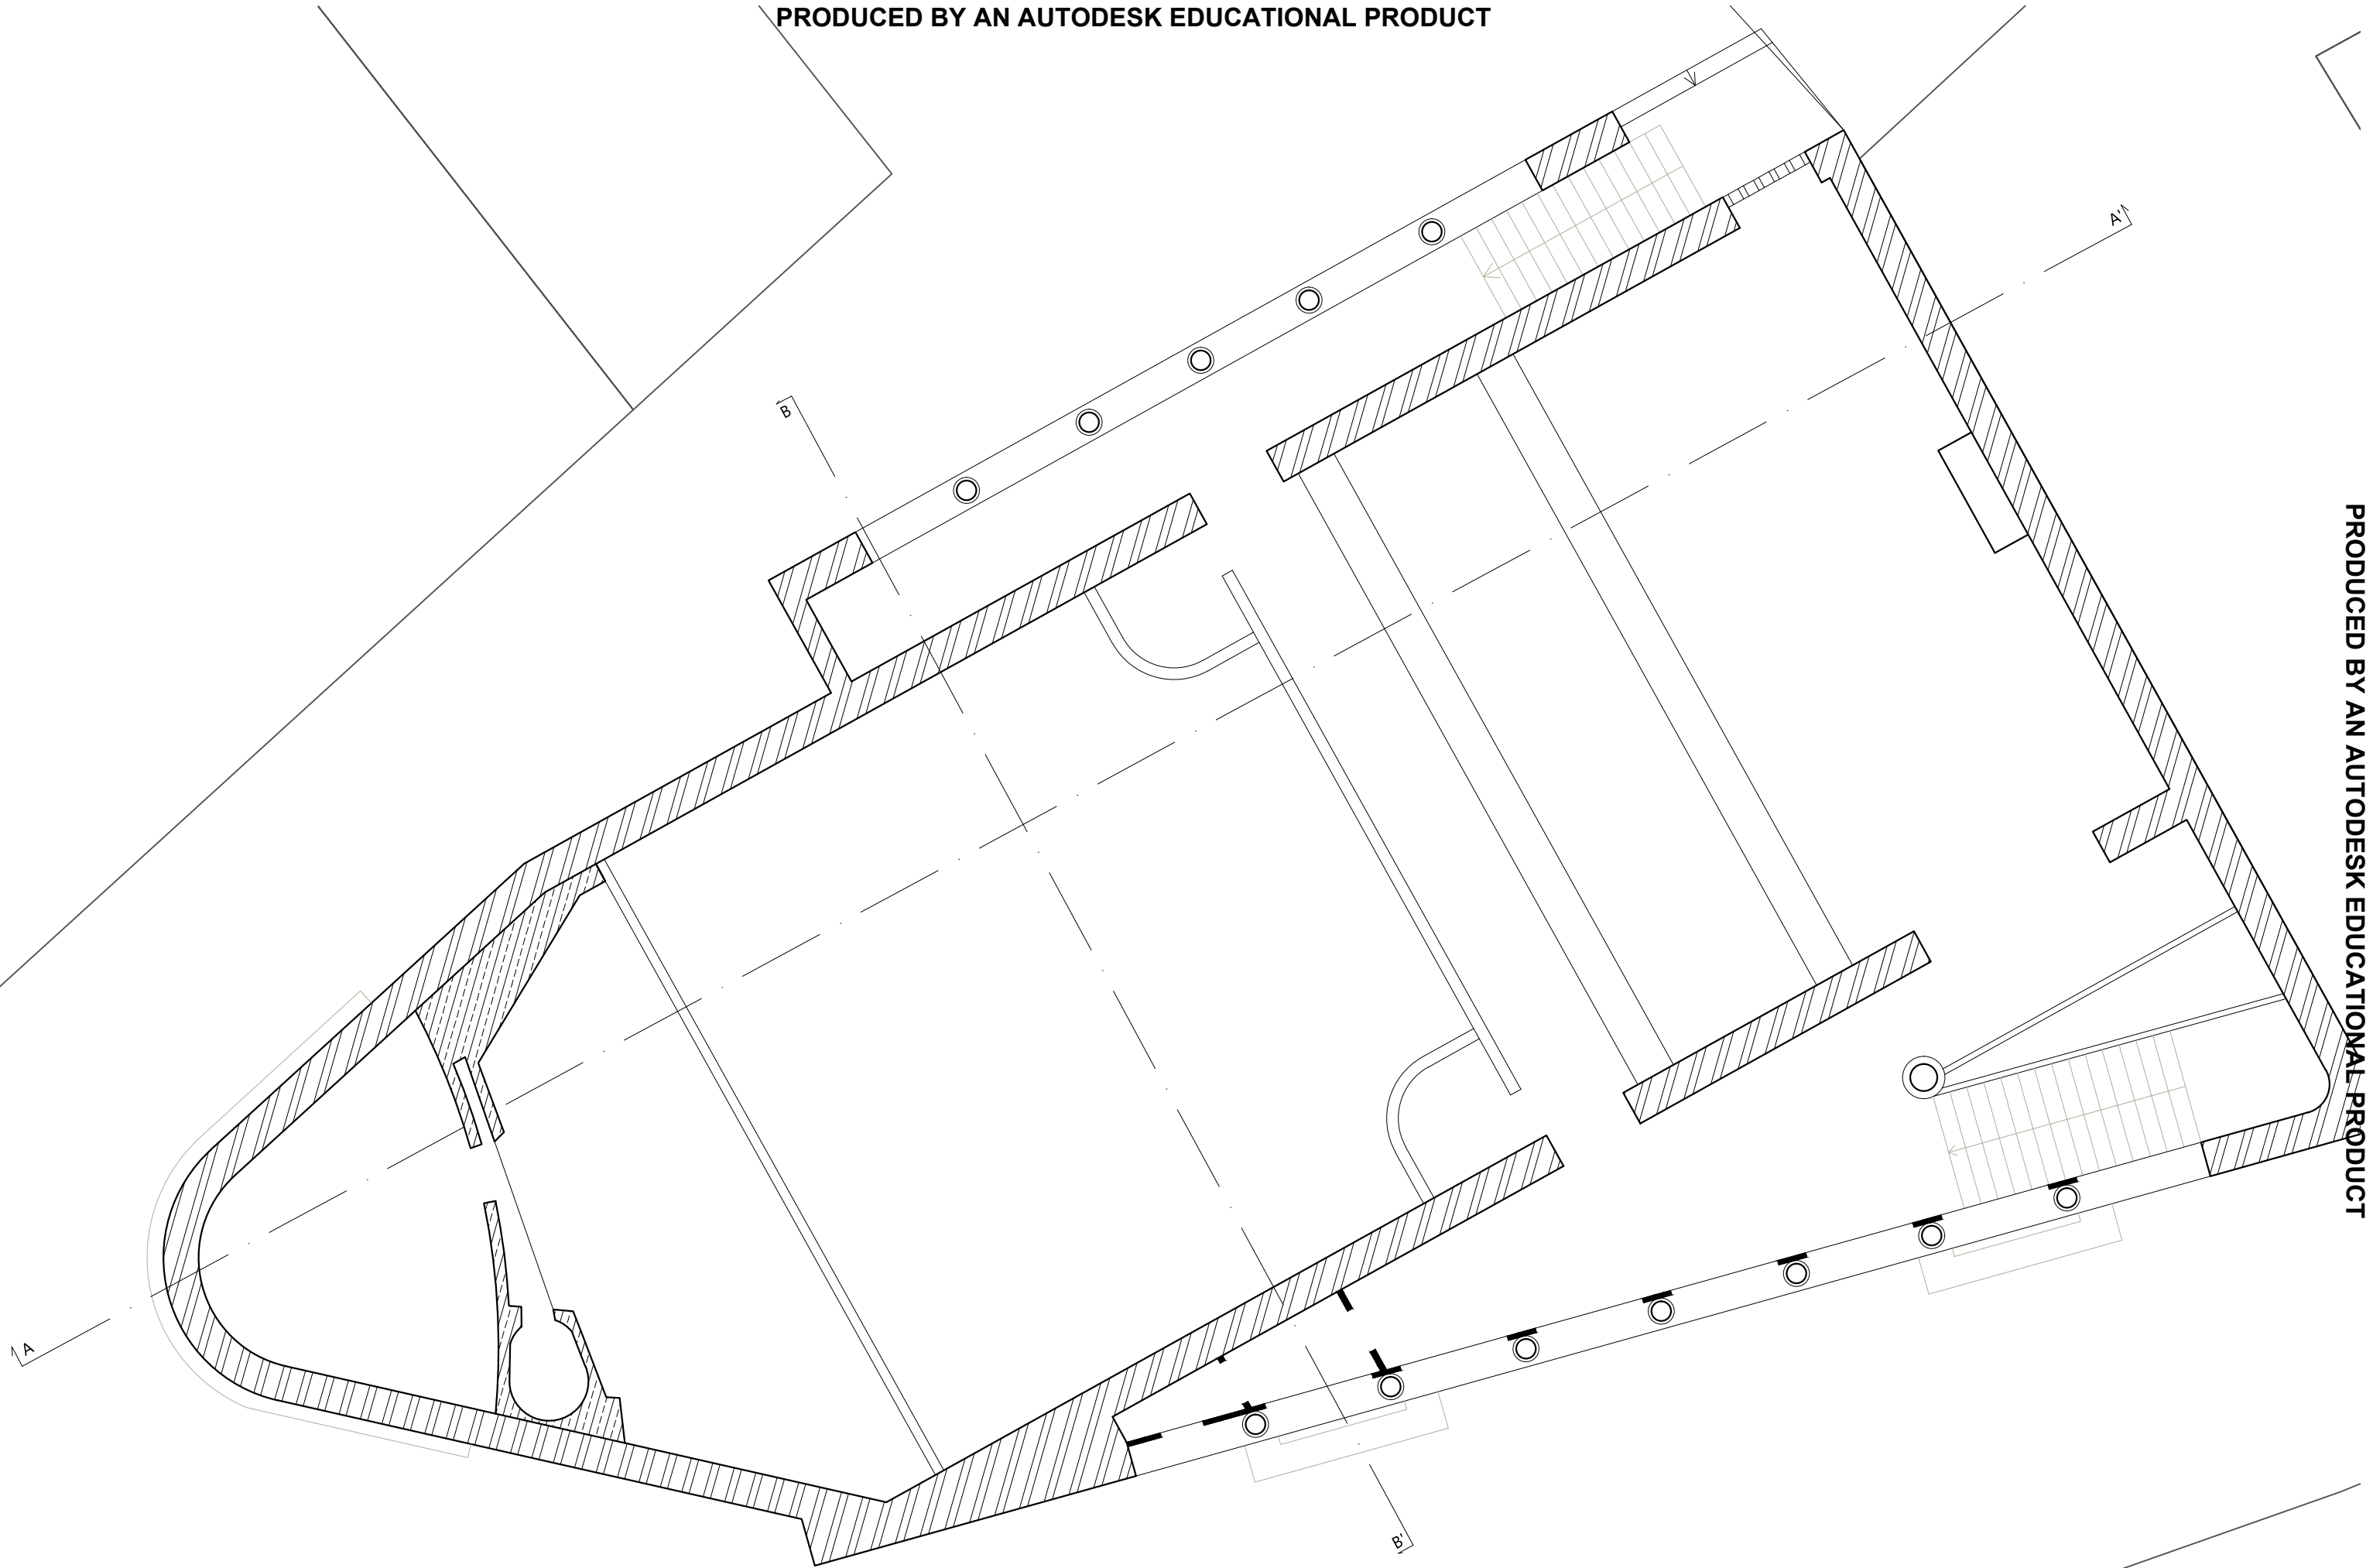 PRODUCED BY AN AUTODESK EDUCATIONAL PRODUCT
A'
B
PRODUCED BY AN AUTODESK EDUCATIONAL PRODUCT
A
B'